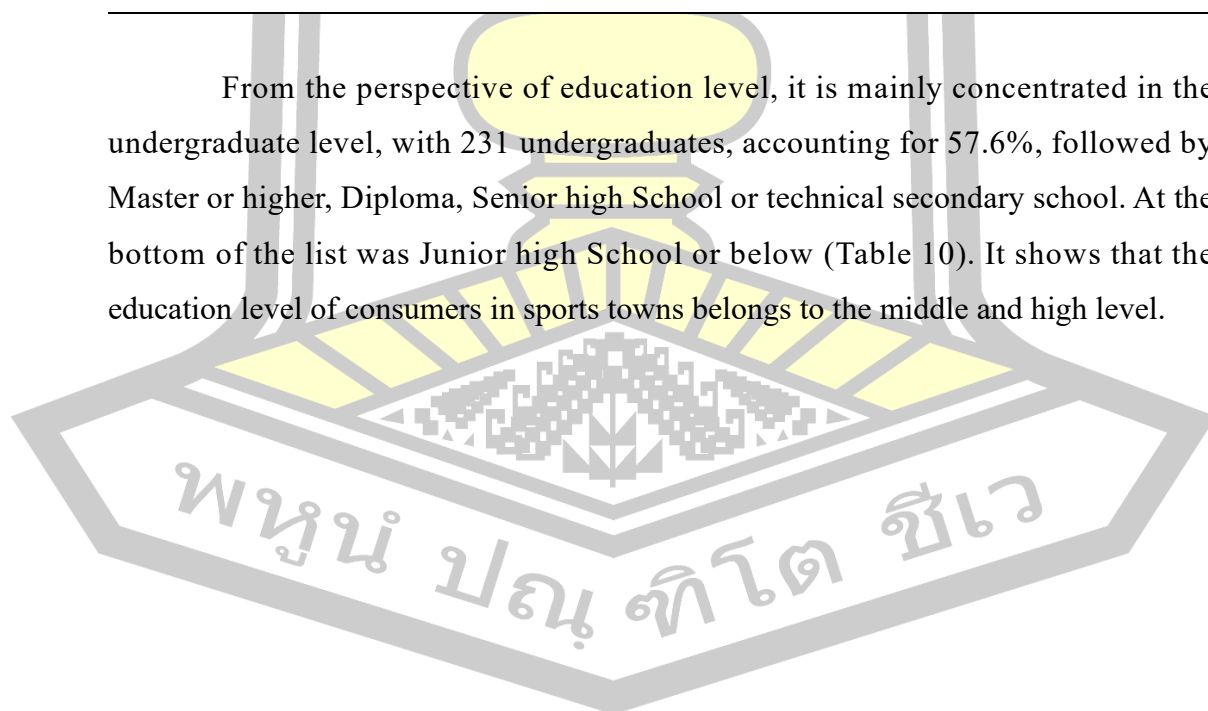 From the perspective of education level, it is mainly concentrated in the
undergraduate level, with 231 undergraduates, accounting for 57.6%, followed by
Master or higher, Diploma, Senior high School or technical secondary school. At the
bottom of the list was Junior high School or below (Table 10). It shows that the
education level of consumers in sports towns belongs to the middle and high level.
พหูนํ ปณฺฑิโต ชีเว